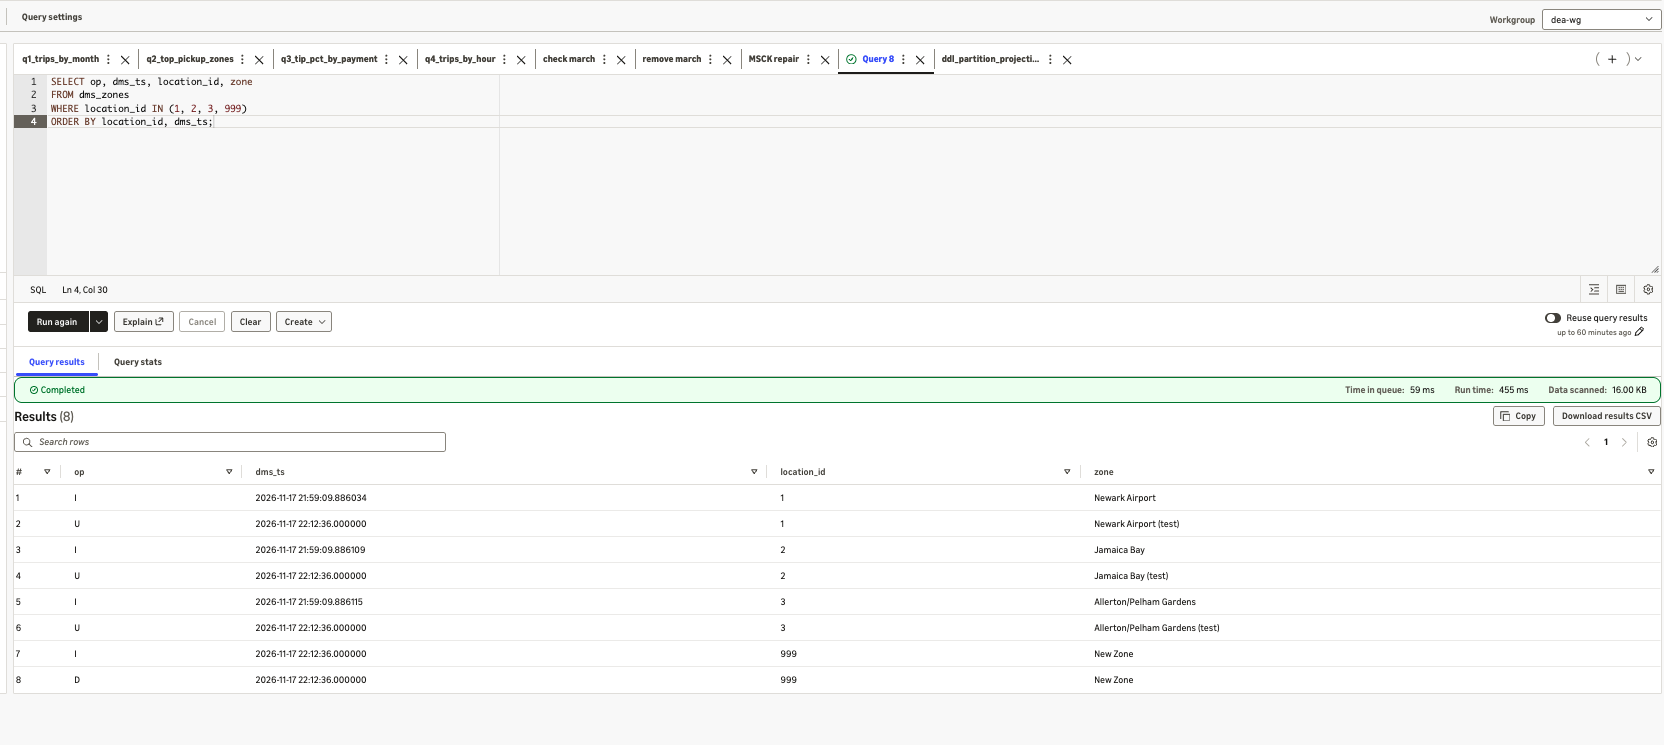 Query settings
Workgroup
dea-wg
q1_trips_by_month
q2_top_pickup_zones
q3_tip_pct_by_payment
q4_trips_by_hour
check march
remove march
MSCK repair
Query 8
ddl_partition_projecti...
1 SELECT op, dms_ts, location_id, zone
2 FROM dms_zones
3 WHERE location_id IN (1, 2, 3, 999)
4 ORDER BY location_id, dms_ts;
SQL Ln 4, Col 30
Run again
Explain
Cancel
Clear
Create
Reuse query results
up to 60 minutes ago
Query results
Query stats
Completed
Time in queue: 59 ms Run time: 455 ms Data scanned: 16.00 KB
Results (8)
Copy
Download results CSV
Search rows
1
# op dms_ts location_id zone
1 I 2026-11-17 21:59:09.886034 1 Newark Airport
2 U 2026-11-17 22:12:36.000000 1 Newark Airport (test)
3 I 2026-11-17 21:59:09.886109 2 Jamaica Bay
4 U 2026-11-17 22:12:36.000000 2 Jamaica Bay (test)
5 I 2026-11-17 21:59:09.886115 3 Allerton/Pelham Gardens
6 U 2026-11-17 22:12:36.000000 3 Allerton/Pelham Gardens (test)
7 I 2026-11-17 22:12:36.000000 999 New Zone
8 D 2026-11-17 22:12:36.000000 999 New Zone